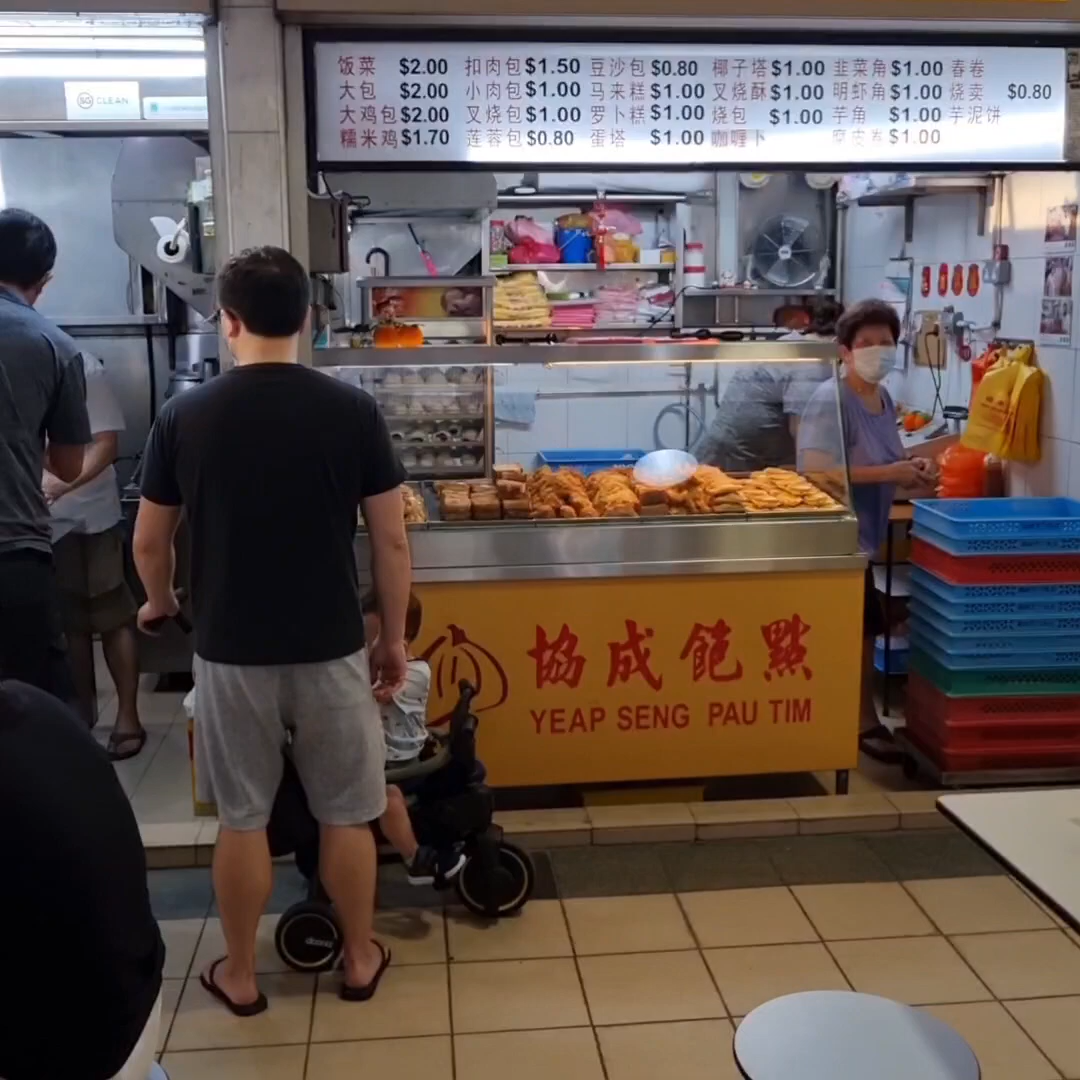 饭菜 $2.00 扣肉包 $1.50 豆沙包 $0.80 椰子塔 $1.00 韭菜角 $1.00 春卷
大包 $2.00 小肉包 $1.00 马来糕 $1.00 叉烧酥 $1.00 明虾角 $1.00 烧卖 $0.80
大鸡包 $2.00 叉烧包 $1.00 罗卜糕 $1.00 烧包 $1.00 芋角 $1.00 芋泥饼
糯米鸡 $1.70 莲蓉包 $0.80 蛋塔 $1.00 咖喱卜 腐皮卷 $1.00
SG CLEAN
協成飽點
YEAP SENG PAU TIM
doona